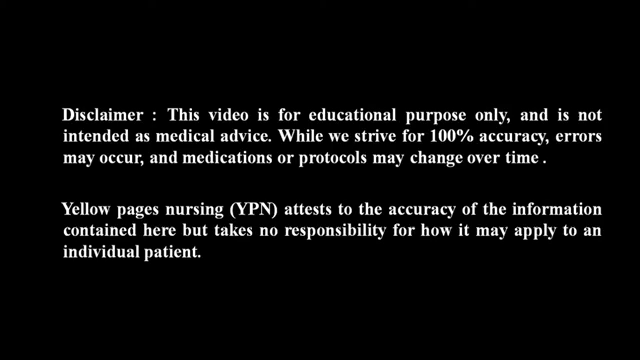 Disclaimer : This video is for educational purpose only, and is not
intended as medical advice. While we strive for 100% accuracy, errors
may occur, and medications or protocols may change over time .
Yellow pages nursing (YPN) attests to the accuracy of the information
contained here but takes no responsibility for how it may apply to an
individual patient.